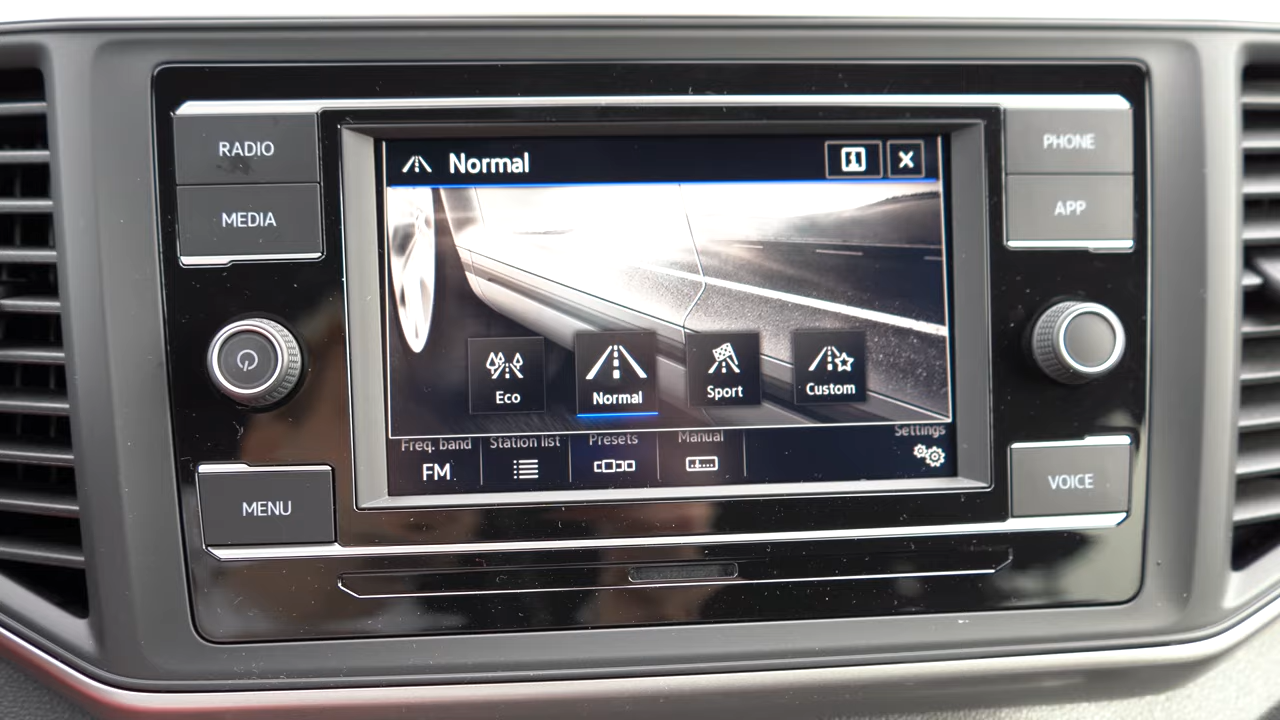 RADIO
MEDIA
MENU
Normal
Eco
Normal
Sport
Custom
Freq. band
FM
Station list
Presets
Manual
Settings
PHONE
APP
VOICE